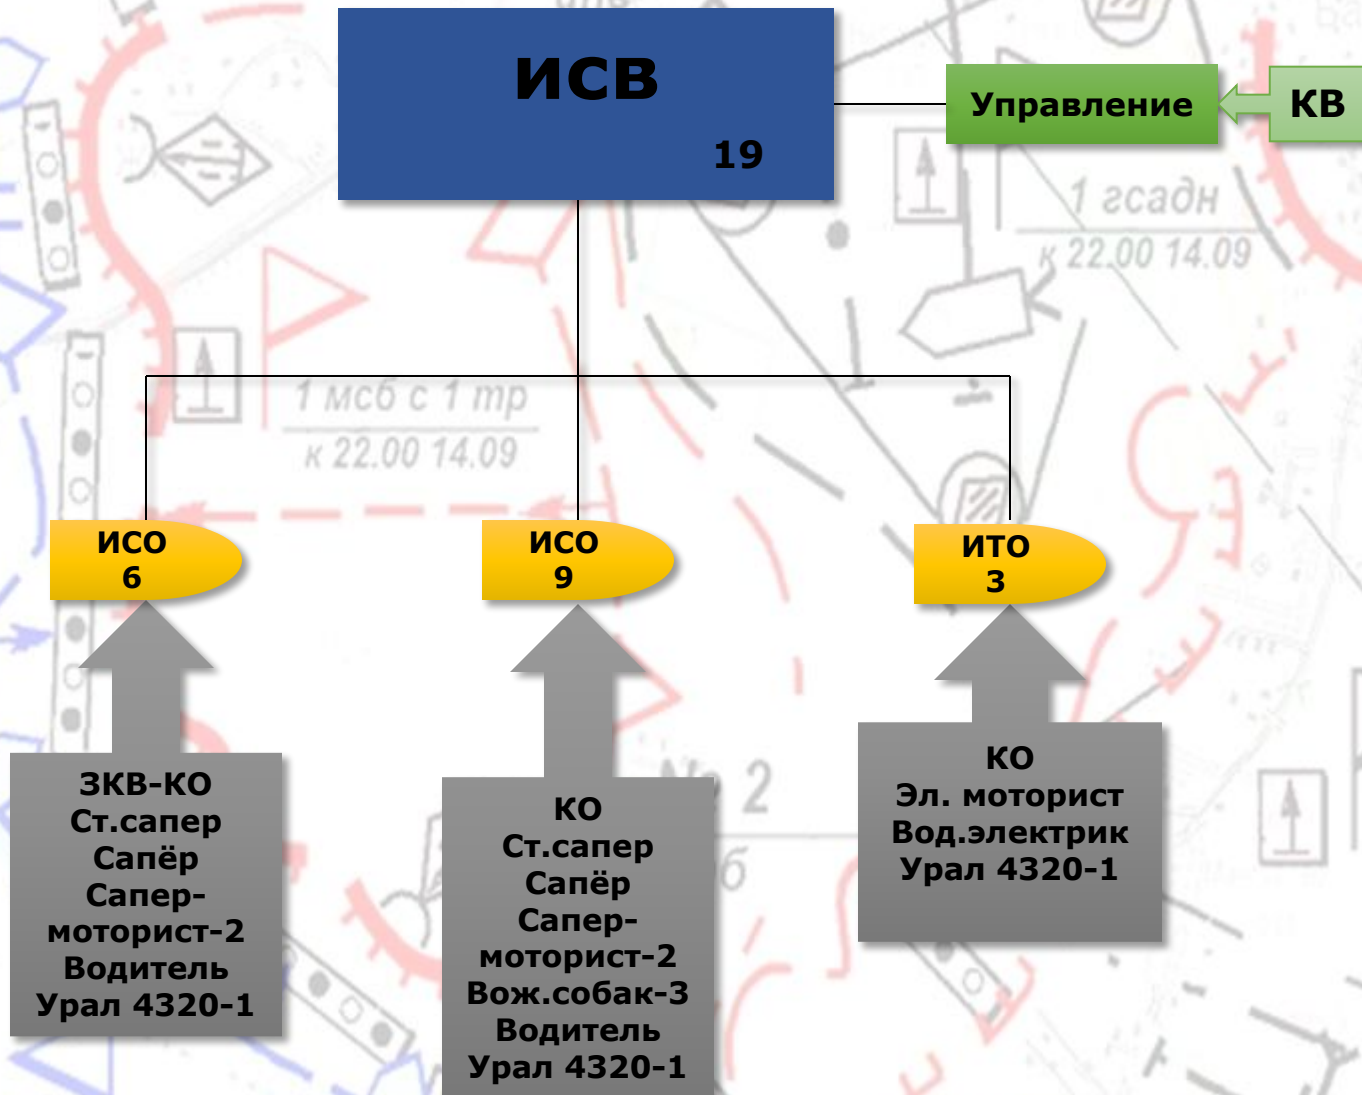 ИСВ
19
Управление
КВ
1 гсадн
к 22.00 14.09
1 мсб с 1 тр
к 22.00 14.09
ИСО
6
ИСО
9
ИТО
3
ЗКВ-КО
Ст.сапер
Сапёр
Сапер-
моторист-2
Водитель
Урал 4320-1
КО
Ст.сапер
Сапёр
Сапер-
моторист-2
Вож.собак-3
Водитель
Урал 4320-1
КО
Эл. моторист
Вод.электрик
Урал 4320-1
2